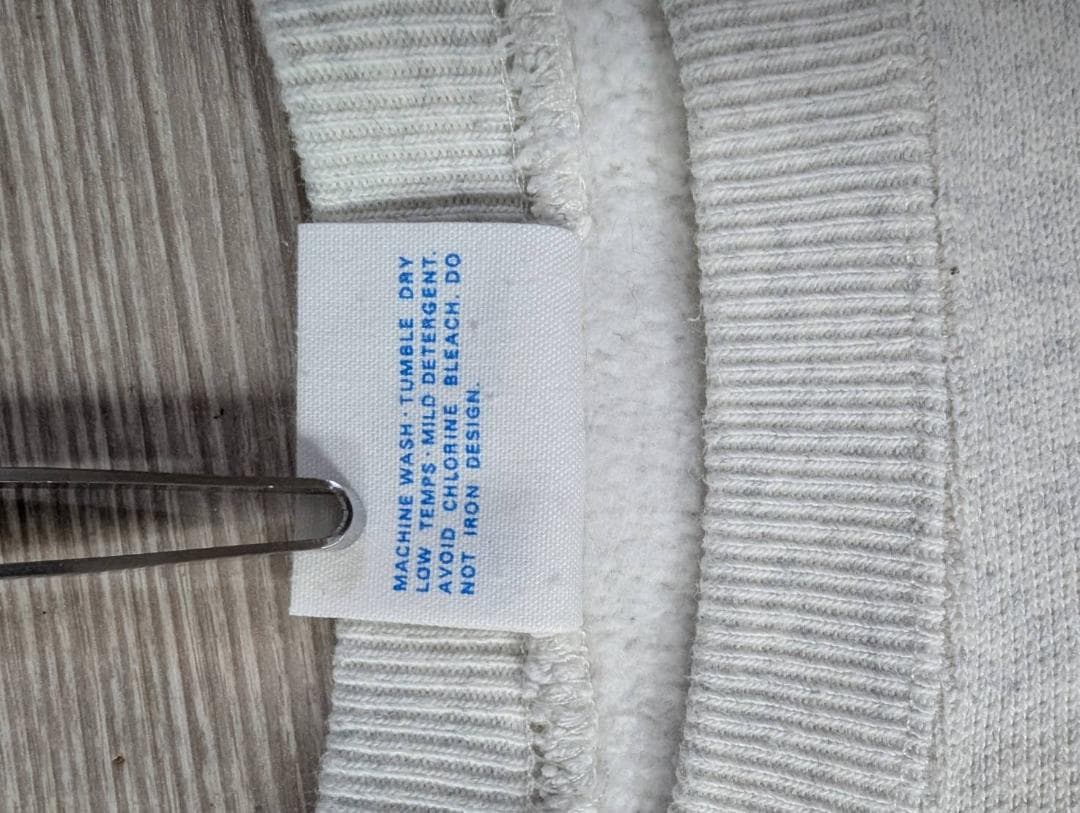 MACHINE WASH · TUMBLE DRY
LOW TEMPS · MILD DETERGENT.
AVOID CHLORINE BLEACH. DO
NOT IRON DESIGN.